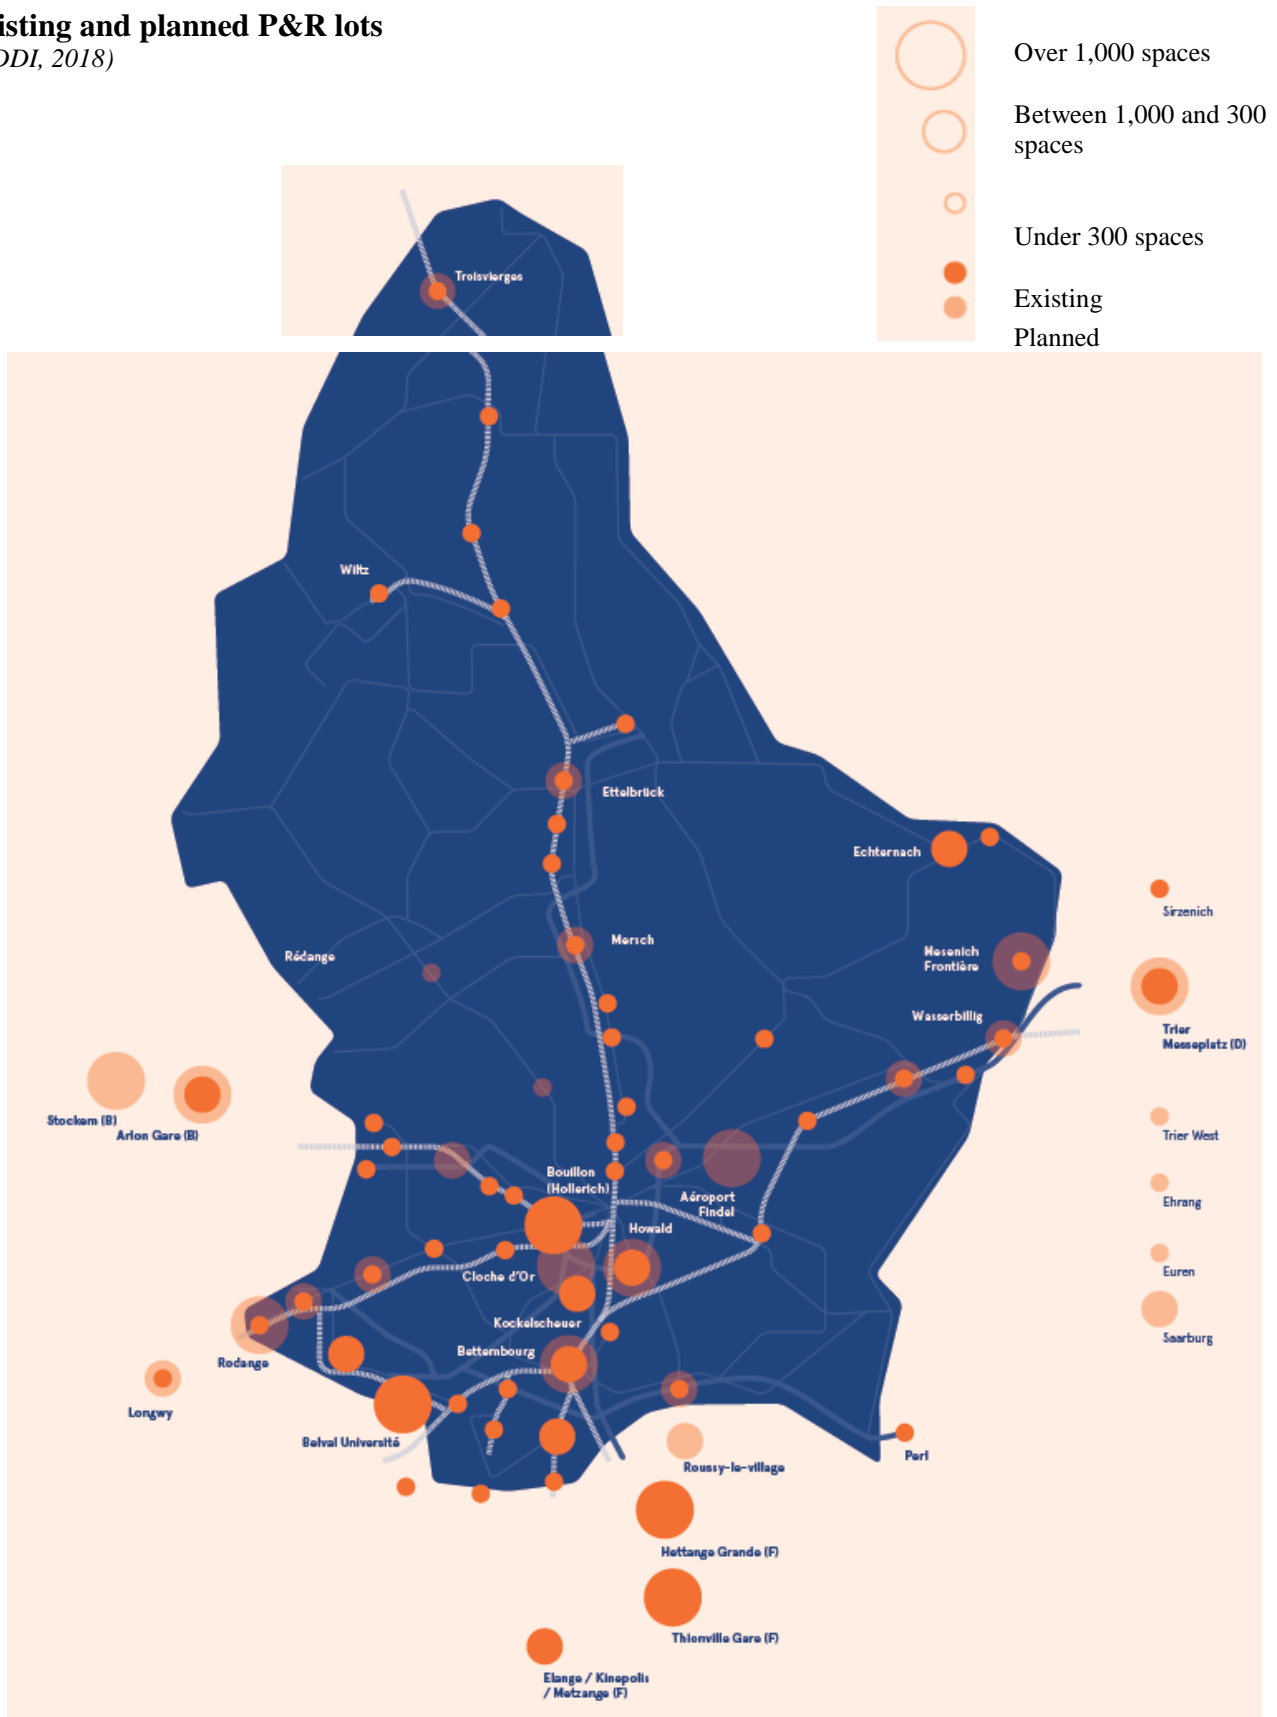 isting and planned P&R lots
DDI, 2018)
Over 1,000 spaces
Between 1,000 and 300
spaces
Under 300 spaces
Existing
Planned
Troisvierges
Wiltz
Ettelbrück
Echternach
Sirzenich
Mersch
Mesenich
Frontière
Rédange
Wasserbillig
Trier
Messeplatz (D)
Stockem (B)
Arlon Gare (B)
Trier West
Bouillon
(Hollerich)
Aéroport
Findel
Ehrang
Howald
Cloche d'Or
Euren
Kockelscheuer
Saarburg
Bettembourg
Rodange
Longwy
Belval Université
Perl
Roussy-le-village
Hettange Grande (F)
Thionville Gare (F)
Elange / Kinepolis
/ Metzange (F)